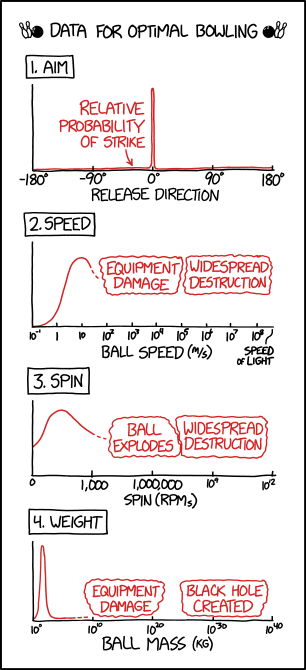 DATA FOR OPTIMAL BOWLING
1. AIM
RELATIVE
PROBABILITY
OF STRIKE
-180° -90° 0° 90° 180°
RELEASE DIRECTION
2. SPEED
EQUIPMENT
DAMAGE
WIDESPREAD
DESTRUCTION
10⁻¹ 1 10 10² 10³ 10⁴ 10⁵ 10⁶ 10⁷ 10⁸
BALL SPEED (M/S)
SPEED
OF LIGHT
3. SPIN
BALL
EXPLODES
WIDESPREAD
DESTRUCTION
0 1,000 1,000,000 10⁹ 10¹²
SPIN (RPMs)
4. WEIGHT
EQUIPMENT
DAMAGE
BLACK HOLE
CREATED
10⁰ 10¹⁰ 10²⁰ 10³⁰ 10⁴⁰
BALL MASS (KG)